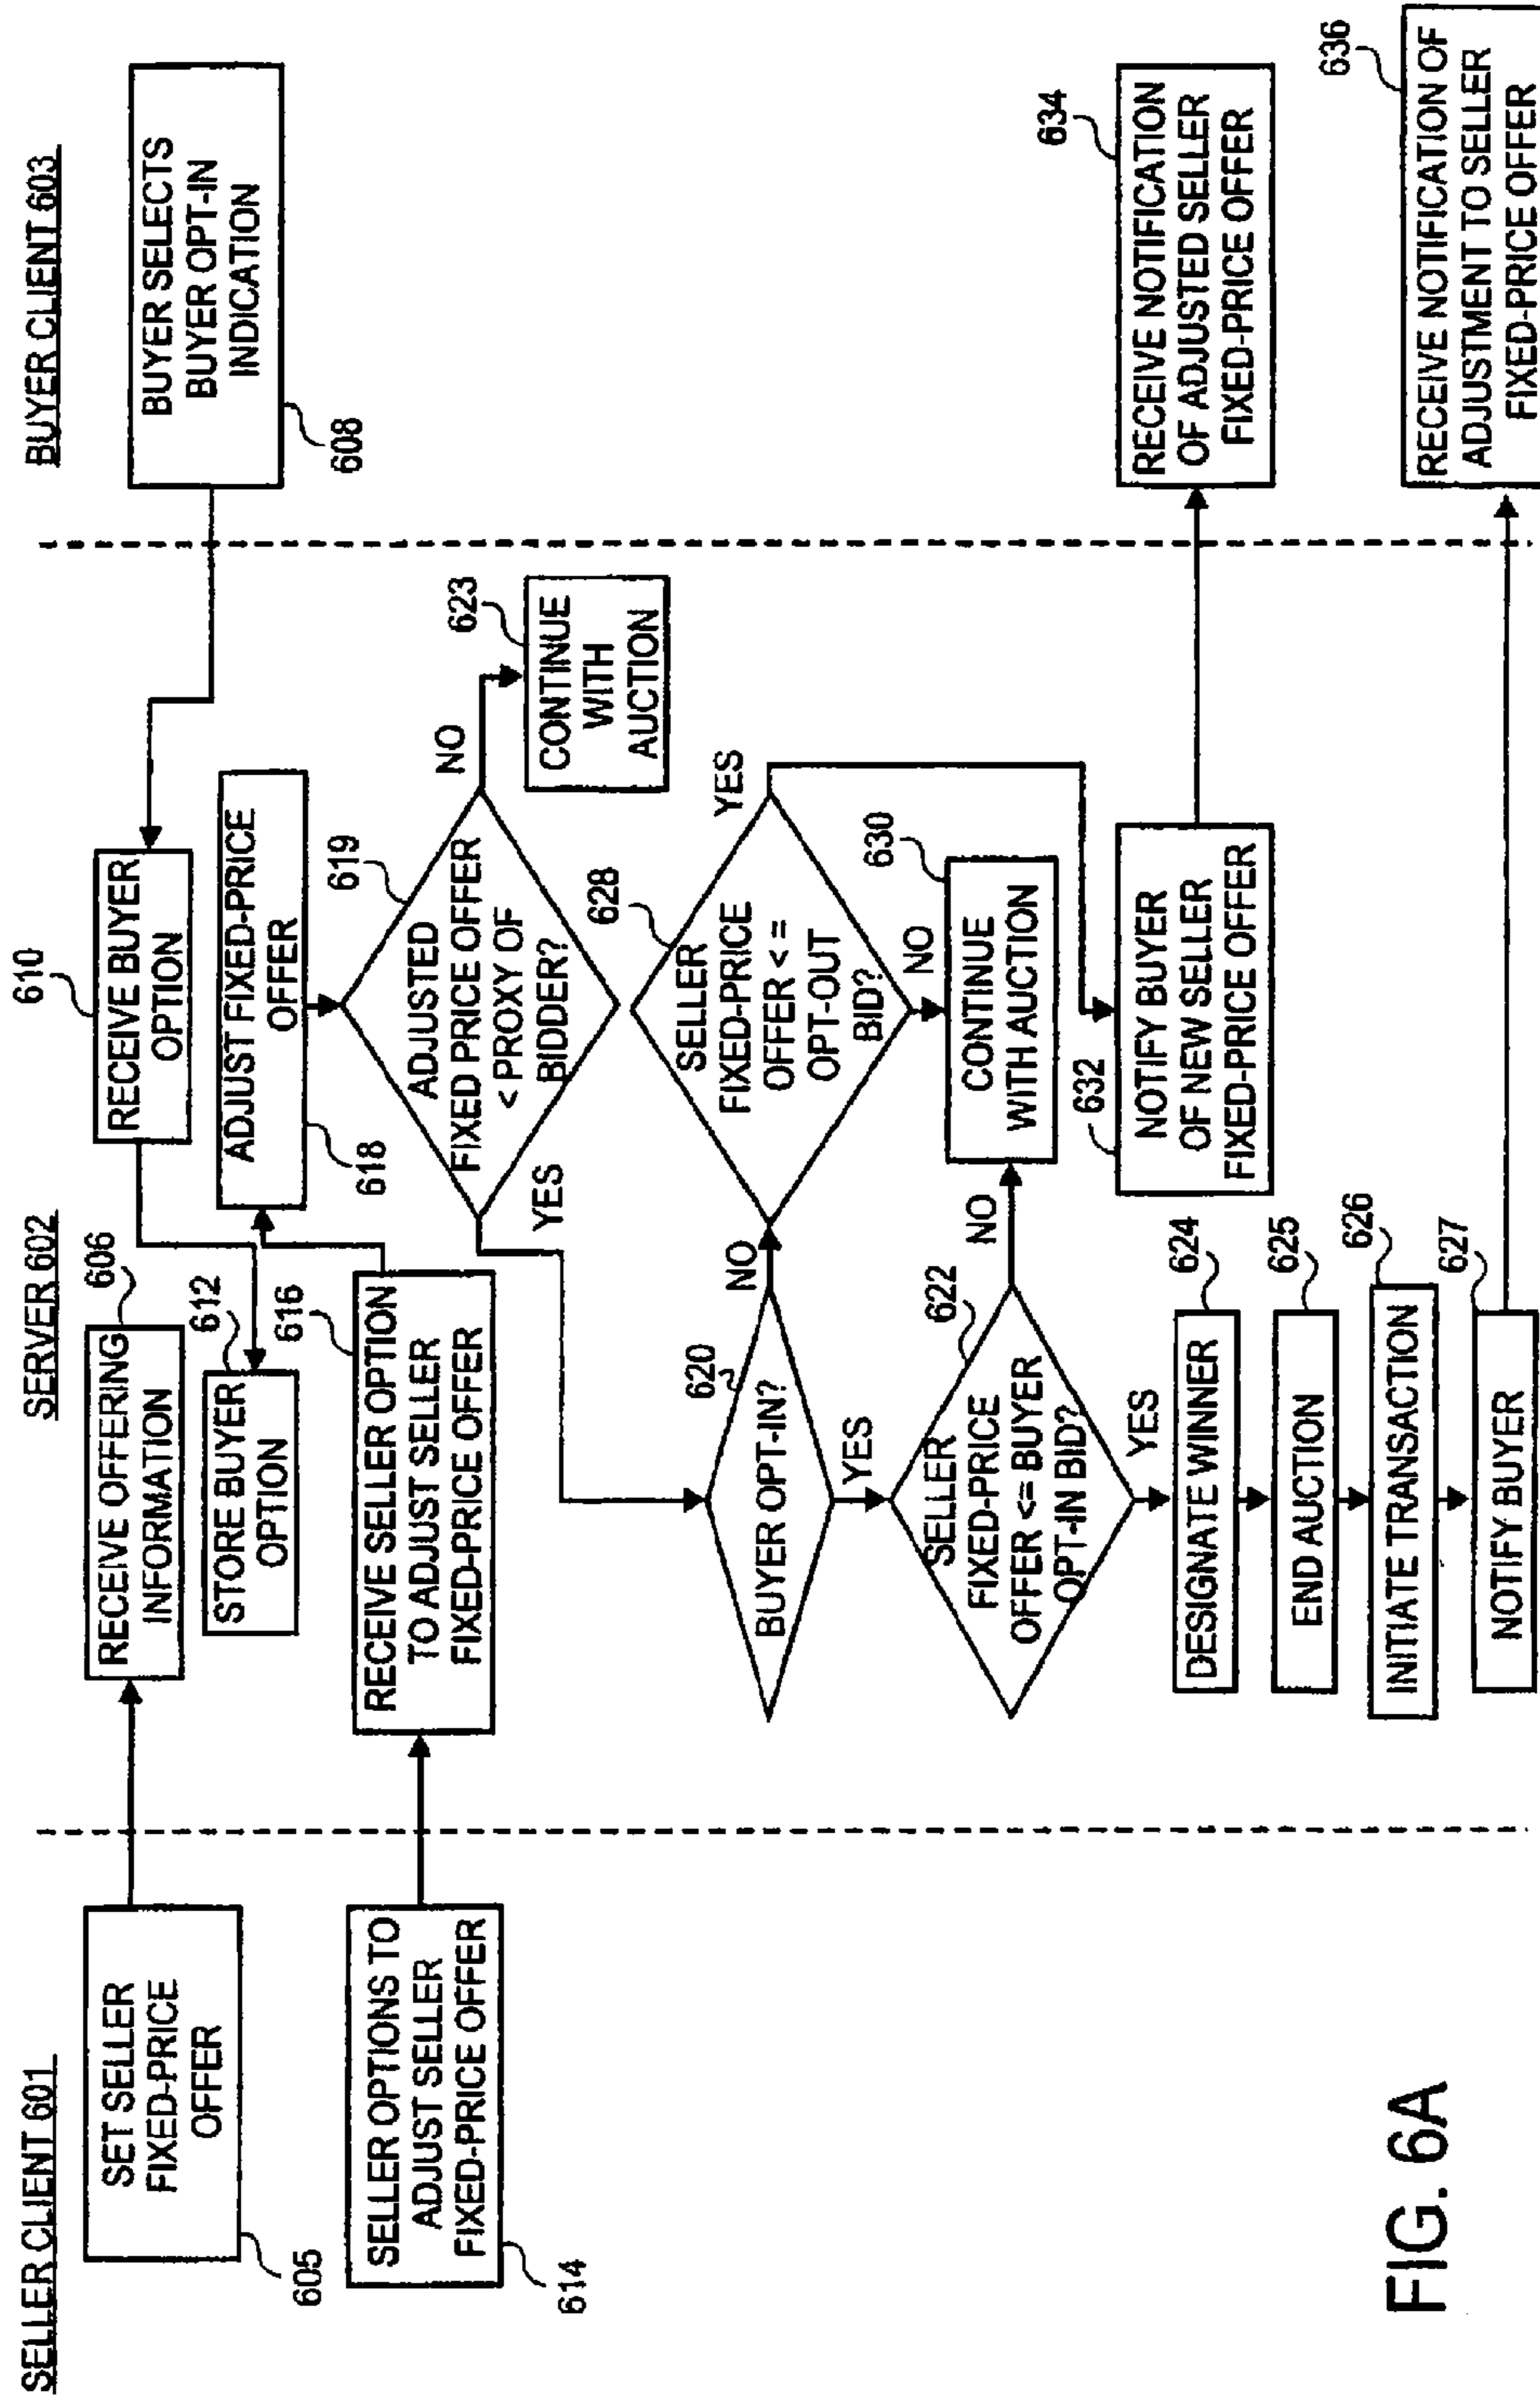 SELLER CLIENT 601
SERVER 602
BUYER CLIENT 603
SET SELLER
FIXED-PRICE
OFFER
605
RECEIVE OFFERING
INFORMATION
606
BUYER SELECTS
BUYER OPT-IN
INDICATION
608
610
RECEIVE BUYER
OPTION
612
STORE BUYER
OPTION
SELLER OPTIONS TO
ADJUST SELLER
FIXED-PRICE OFFER
614
616
RECEIVE SELLER OPTION
TO ADJUST SELLER
FIXED-PRICE OFFER
ADJUST FIXED-PRICE
OFFER
618
619
ADJUSTED
FIXED PRICE OFFER
< PROXY OF
BIDDER?
YES
NO
623
CONTINUE
WITH
AUCTION
620
BUYER OPT-IN?
NO
YES
628
SELLER
FIXED-PRICE
OFFER < =
OPT-OUT
BID?
YES
NO
622
SELLER
FIXED-PRICE
OFFER <= BUYER
OPT-IN BID?
NO
YES
630
CONTINUE
WITH AUCTION
632
NOTIFY BUYER
OF NEW SELLER
FIXED-PRICE OFFER
634
RECEIVE NOTIFICATION
OF ADJUSTED SELLER
FIXED-PRICE OFFER
DESIGNATE WINNER
624
END AUCTION
625
INITIATE TRANSACTION
626
NOTIFY BUYER
627
636
RECEIVE NOTIFICATION OF
ADJUSTMENT TO SELLER
FIXED-PRICE OFFER
FIG. 6A